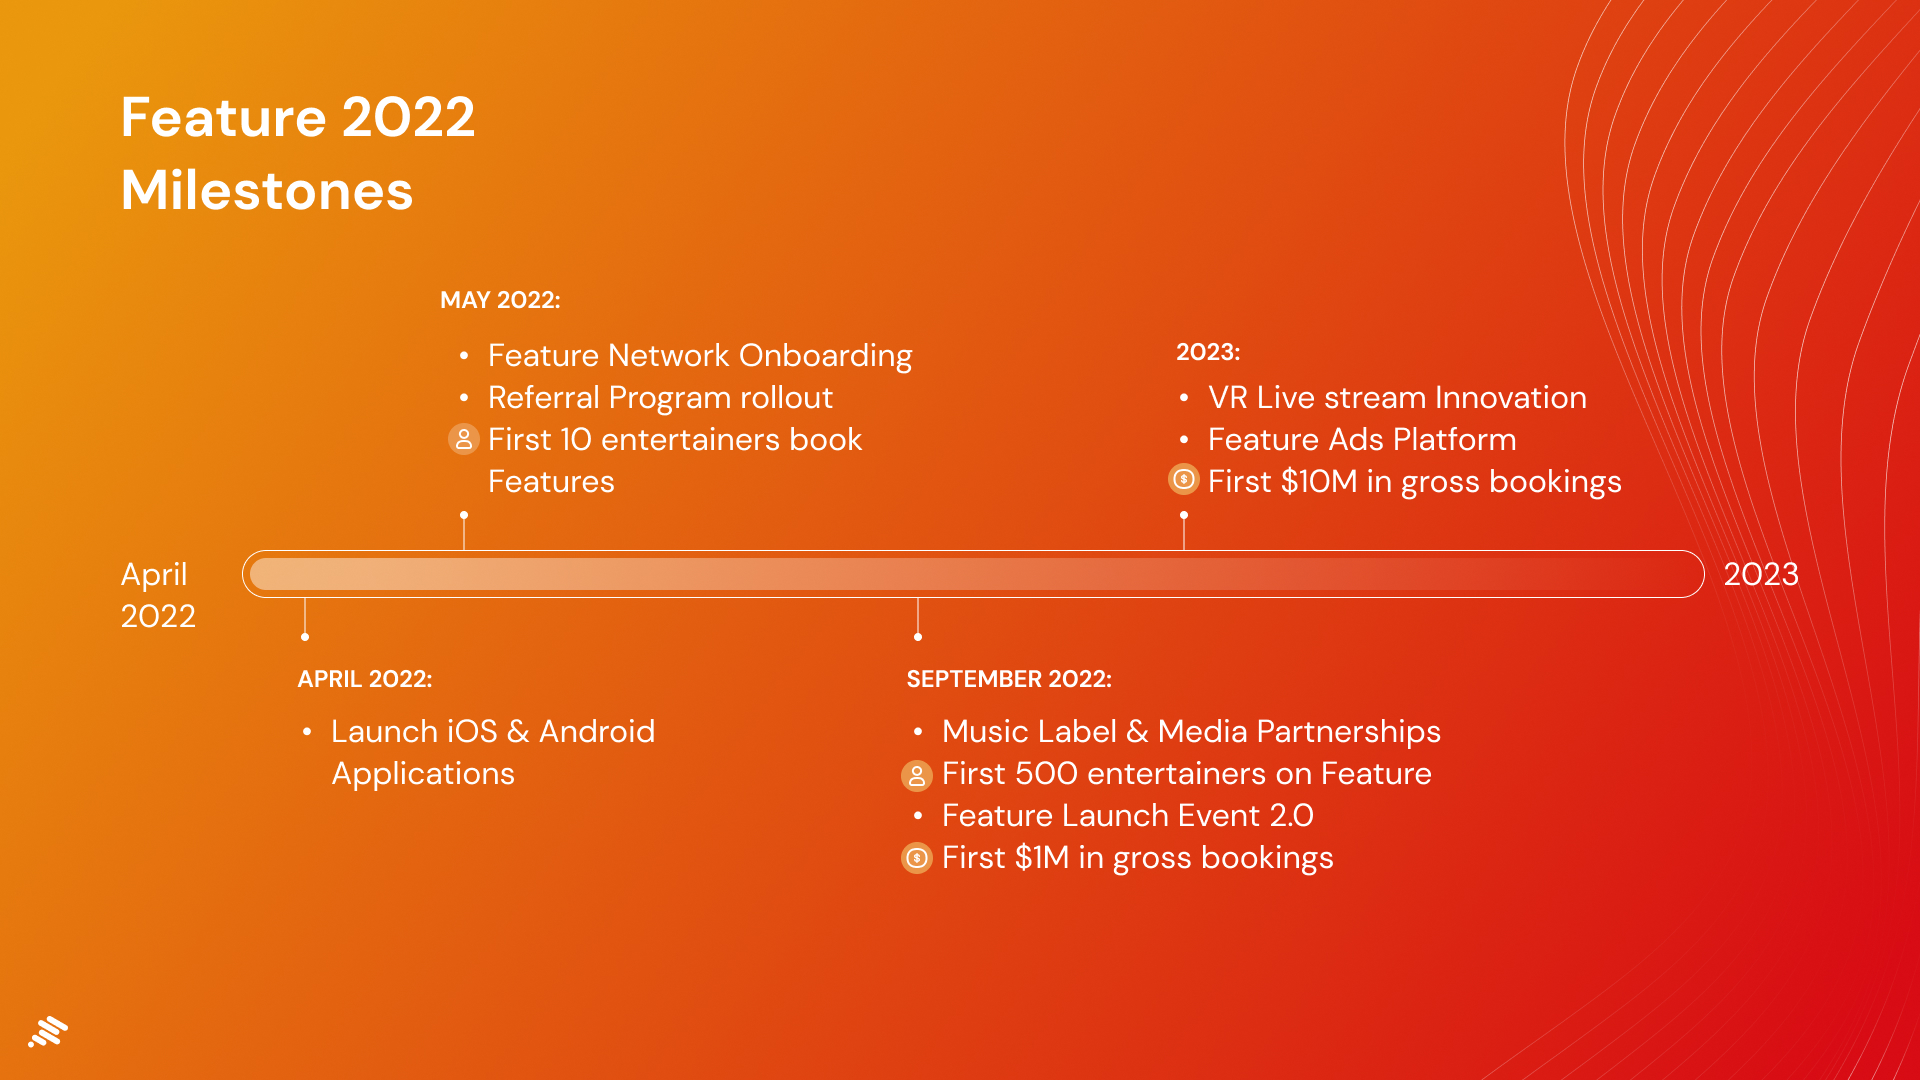 Feature 2022
Milestones
MAY 2022:
• Feature Network Onboarding
• Referral Program rollout
First 10 entertainers book
Features
2023:
• VR Live stream Innovation
• Feature Ads Platform
$ First $10M in gross bookings
April
2022
2023
APRIL 2022:
• Launch iOS & Android
Applications
SEPTEMBER 2022:
• Music Label & Media Partnerships
First 500 entertainers on Feature
• Feature Launch Event 2.0
$ First $1M in gross bookings